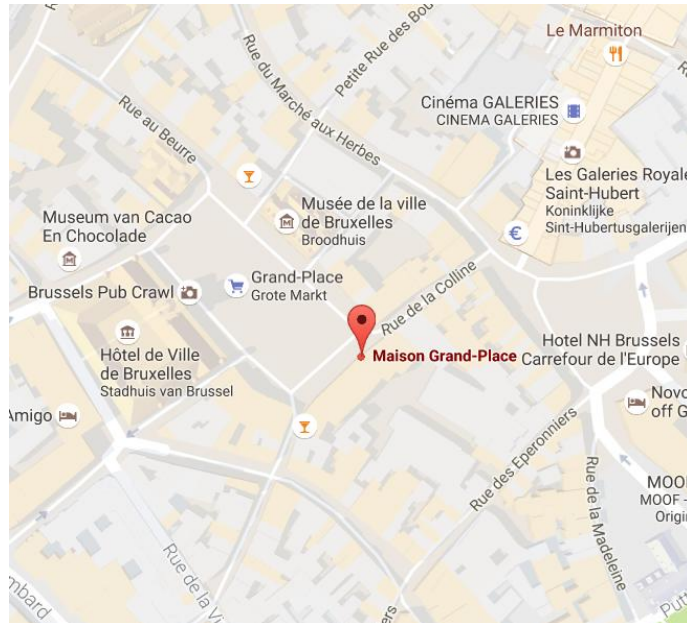 Le Marmiton
Petite Rue des Bou
Rue du Marché aux Herbes
Rue au Beurre
Cinéma GALERIES
CINEMA GALERIES
Les Galeries Royale
Saint-Hubert
Koninklijke
Sint-Hubertusgalerijen
Musée de la ville
de Bruxelles
Broodhuis
Museum van Cacao
En Chocolade
€
Grand-Place
Grote Markt
Brussels Pub Crawl
Rue de la Colline
Hôtel de Ville
de Bruxelles
Stadhuis van Brussel
Maison Grand-Place
Hotel NH Brussels
Carrefour de l'Europe
Amigo
Novo
off G
Rue des Eperonniers
Rue de la Madeleine
MOOF
MOOF -
Origin
Rue de la Vi
ombard
ers
Putt